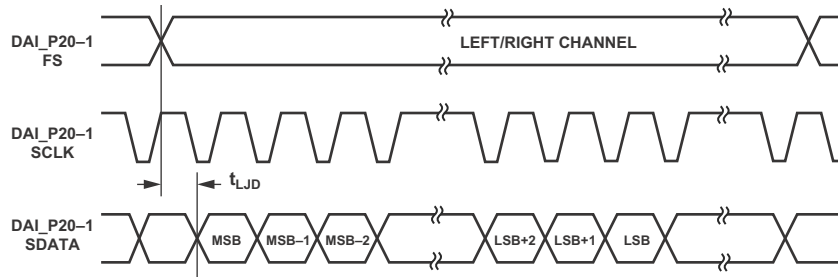 DAI_P20–1
FS
LEFT/RIGHT CHANNEL
DAI_P20–1
SCLK
tLJD
DAI_P20–1
SDATA
MSB
MSB–1
MSB–2
LSB+2
LSB+1
LSB